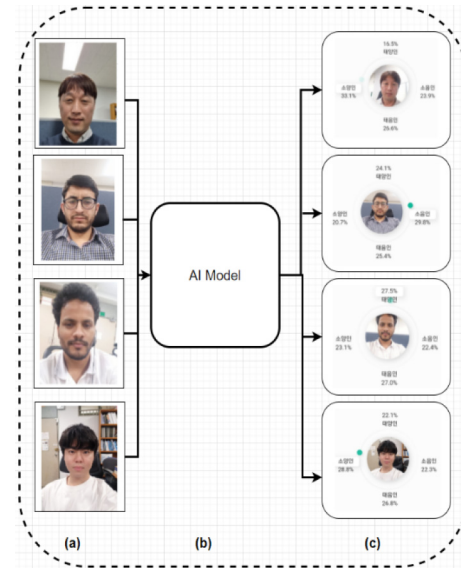 16.5%
태양인
소양인
33.1%
소음인
23.9%
태음인
26.6%
24.1%
태양인
소양인
20.7%
소음인
29.8%
태음인
25.4%
AI Model
27.5%
태양인
소양인
23.1%
소음인
22.4%
태음인
27.0%
22.1%
태양인
소양인
28.8%
소음인
22.3%
태음인
26.8%
(a)
(b)
(c)